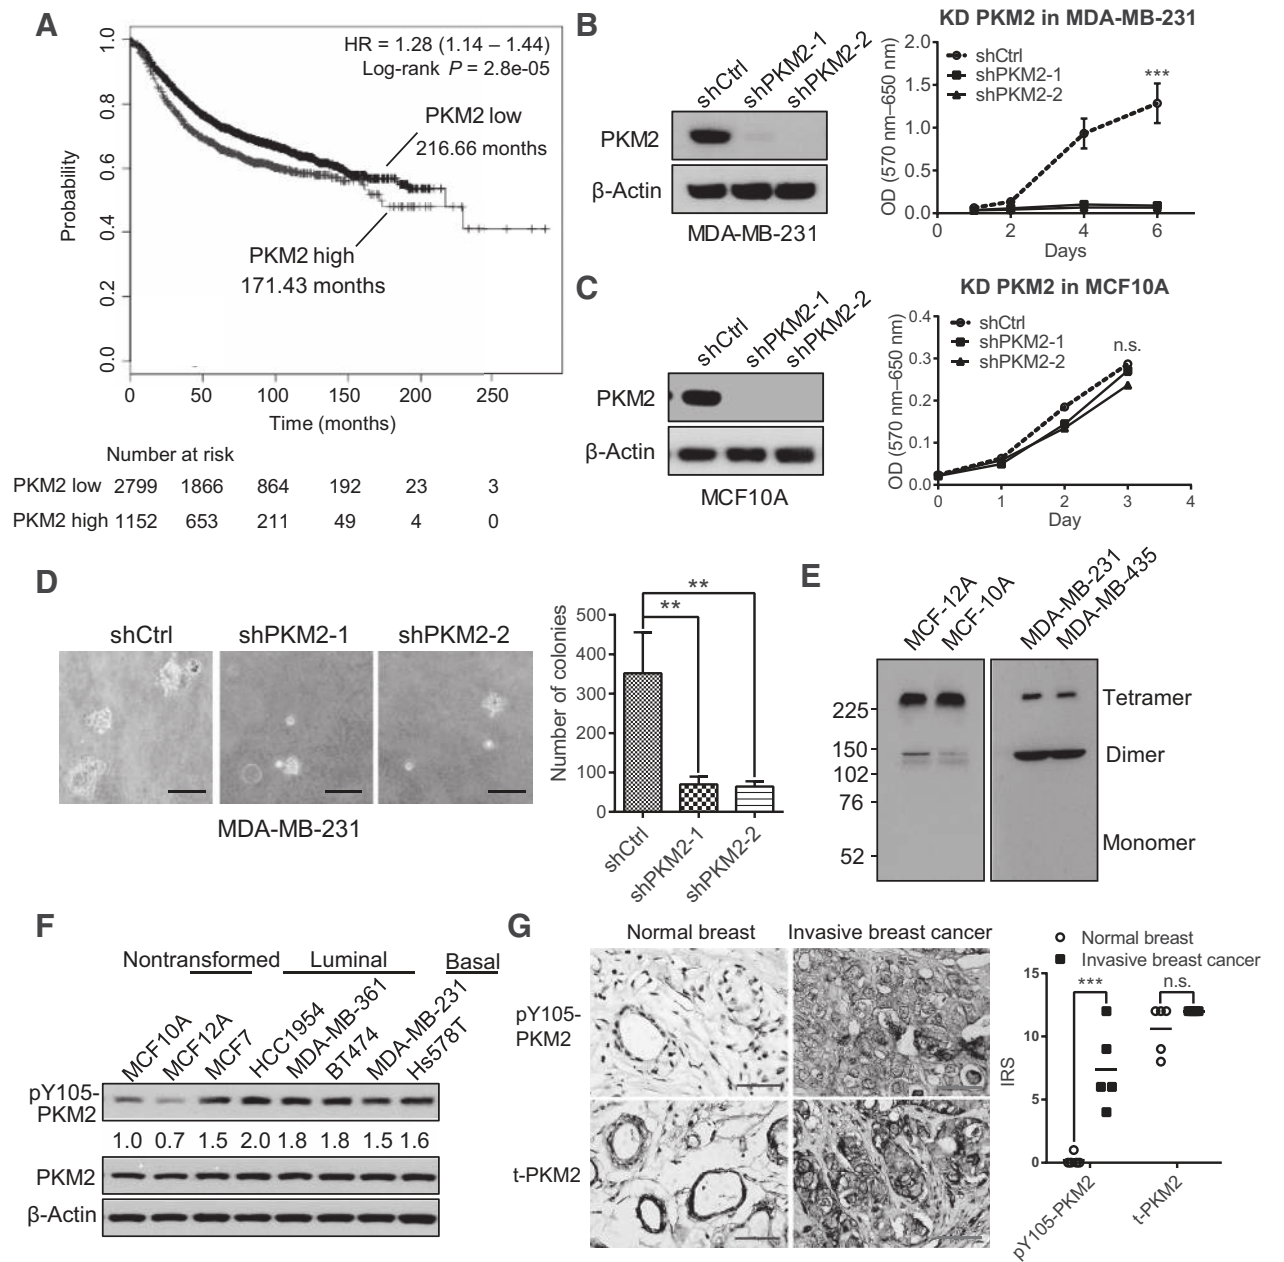 A
HR = 1.28 (1.14 – 1.44)
Log-rank P = 2.8e-05
PKM2 low
216.66 months
PKM2 high
171.43 months
Probability
1.0
0.8
0.6
0.4
0.2
0.0
0 50 100 150 200 250
Time (months)
Number at risk
PKM2 low 2799 1866 864 192 23 3
PKM2 high 1152 653 211 49 4 0
B
shCtrl
shPKM2-1
shPKM2-2
PKM2
β-Actin
MDA-MB-231
KD PKM2 in MDA-MB-231
OD (570 nm–650 nm)
2.0
1.5
1.0
0.5
0.0
shCtrl
shPKM2-1
shPKM2-2
***
0 2 4 6
Days
C
shCtrl
shPKM2-1
shPKM2-2
PKM2
β-Actin
MCF10A
KD PKM2 in MCF10A
OD (570 nm–650 nm)
0.4
0.3
0.2
0.1
0.0
shCtrl
shPKM2-1
shPKM2-2
n.s.
0 1 2 3 4
Day
D
shCtrl shPKM2-1 shPKM2-2
MDA-MB-231
Number of colonies
500
400
300
200
100
0
**
**
shCtrl
shPKM2-1
shPKM2-2
E
MCF-12A
MCF-10A
MDA-MB-231
MDA-MB-435
225
150
102
76
52
Tetramer
Dimer
Monomer
F
Nontransformed Luminal Basal
MCF10A
MCF12A
MCF7
HCC1954
MDA-MB-361
BT474
MDA-MB-231
Hs578T
pY105-
PKM2
1.0 0.7 1.5 2.0 1.8 1.8 1.5 1.6
PKM2
β-Actin
G
Normal breast Invasive breast cancer
pY105-
PKM2
t-PKM2
Normal breast
Invasive breast cancer
IRS
15
10
5
0
***
n.s.
pY105-PKM2
t-PKM2